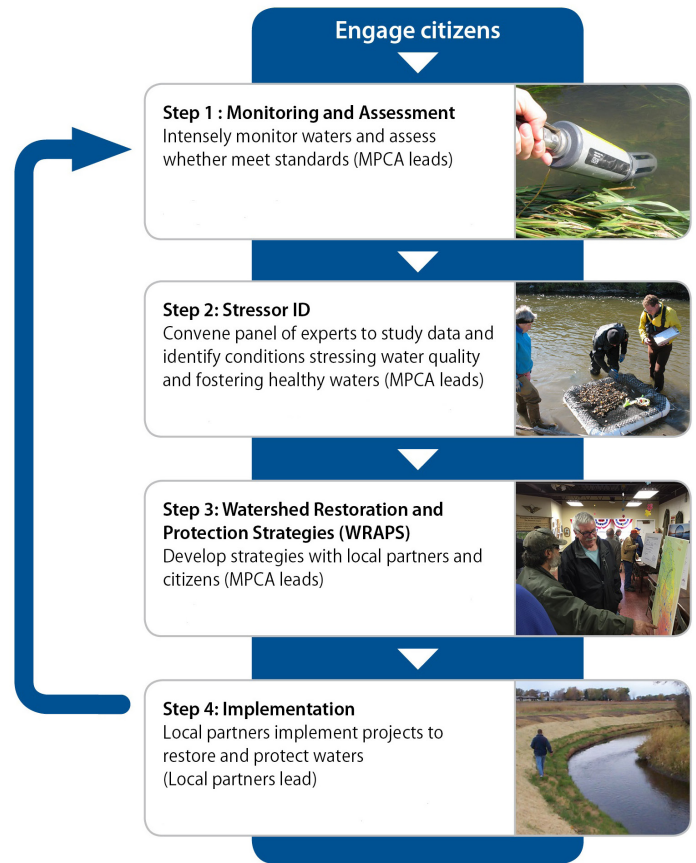 Engage citizens
Step 1 : Monitoring and Assessment
Intensely monitor waters and assess
whether meet standards (MPCA leads)
Step 2: Stressor ID
Convene panel of experts to study data and
identify conditions stressing water quality
and fostering healthy waters (MPCA leads)
Step 3: Watershed Restoration and
Protection Strategies (WRAPS)
Develop strategies with local partners and
citizens (MPCA leads)
Step 4: Implementation
Local partners implement projects to
restore and protect waters
(Local partners lead)